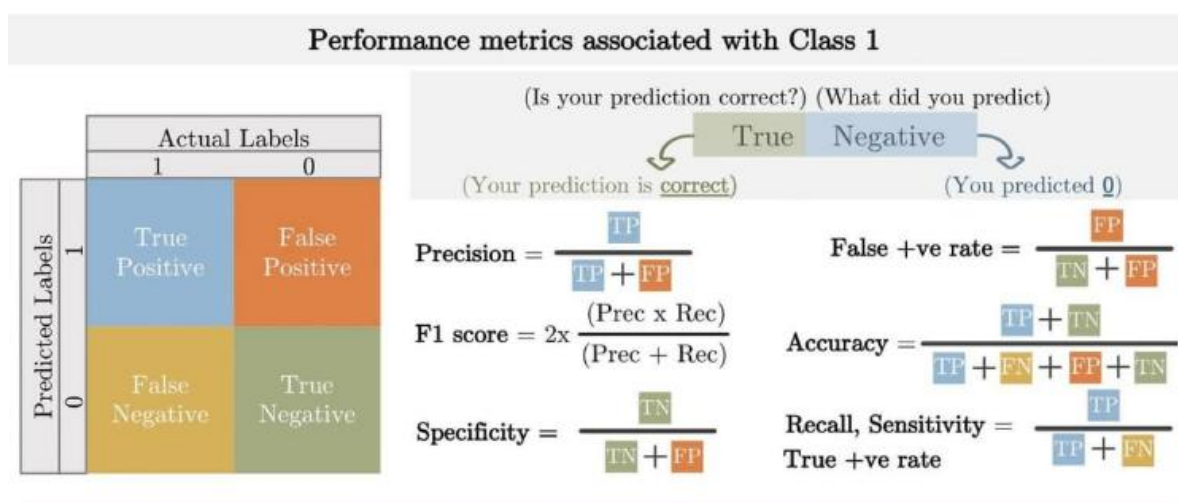 Performance metrics associated with Class 1
Actual Labels
1 0
Predicted Labels
1
0
True Positive
False Positive
False Negative
True Negative
(Is your prediction correct?) (What did you predict)
True Negative
(Your prediction is correct)
(You predicted 0)
Precision = TP
TP + FP
False +ve rate = FP
TN + FP
F1 score = 2x (Prec x Rec)
(Prec + Rec)
Accuracy = TP + TN
TP + FN + FP + TN
Specificity = TN
TN + FP
Recall, Sensitivity = TP
True +ve rate TP + FN